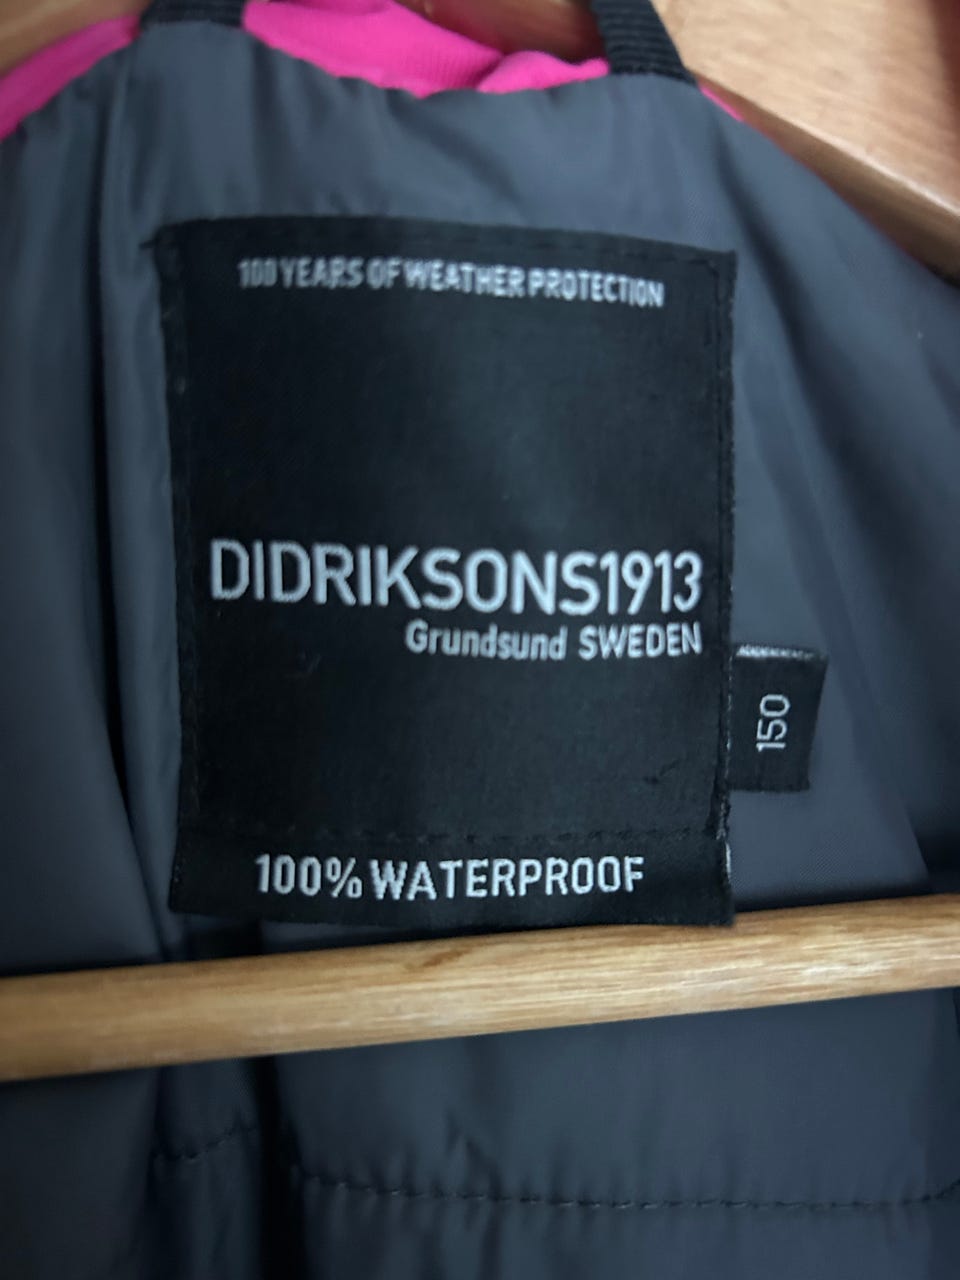 100 YEARS OF WEATHER PROTECTION
DIDRIKSONS1913
Grundsund SWEDEN
150
100% WATERPROOF